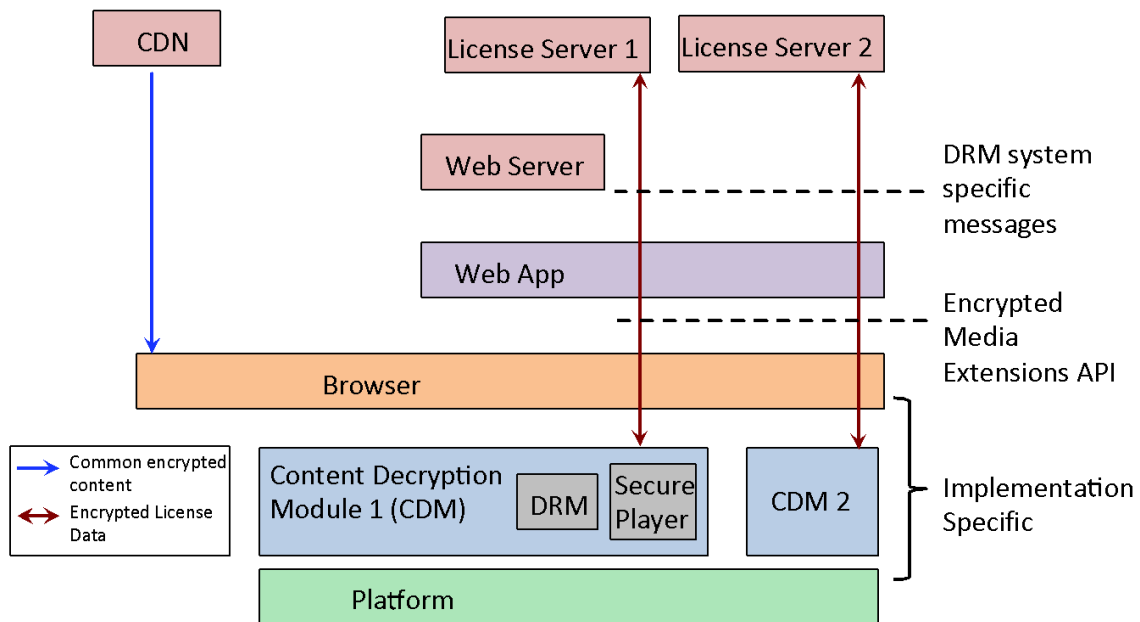 CDN
License Server 1
License Server 2
Web Server
DRM system
specific
messages
Web App
Encrypted
Media
Extensions API
Browser
Common encrypted
content
Encrypted License
Data
Content Decryption
Module 1 (CDM)
DRM
Secure
Player
CDM 2
Implementation
Specific
Platform